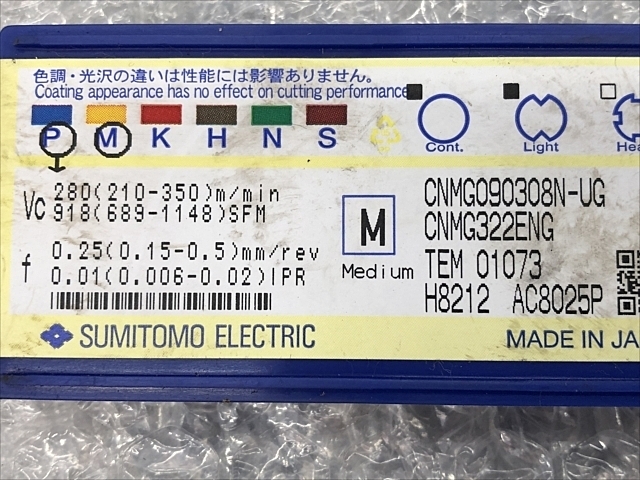 色調・光沢の違いは性能には影響ありません。
Coating appearance has no effect on cutting performance
P M K H N S
Cont. Light
Vc 280(210-350)m/min
918(689-1148)SFM
f 0.25(0.15-0.5)mm/rev
0.01(0.006-0.02)IPR
M
Medium
CNMG090308N-UG
CNMG322ENG
TEM 01073
H8212 AC8025P
SUMITOMO ELECTRIC
MADE IN JA